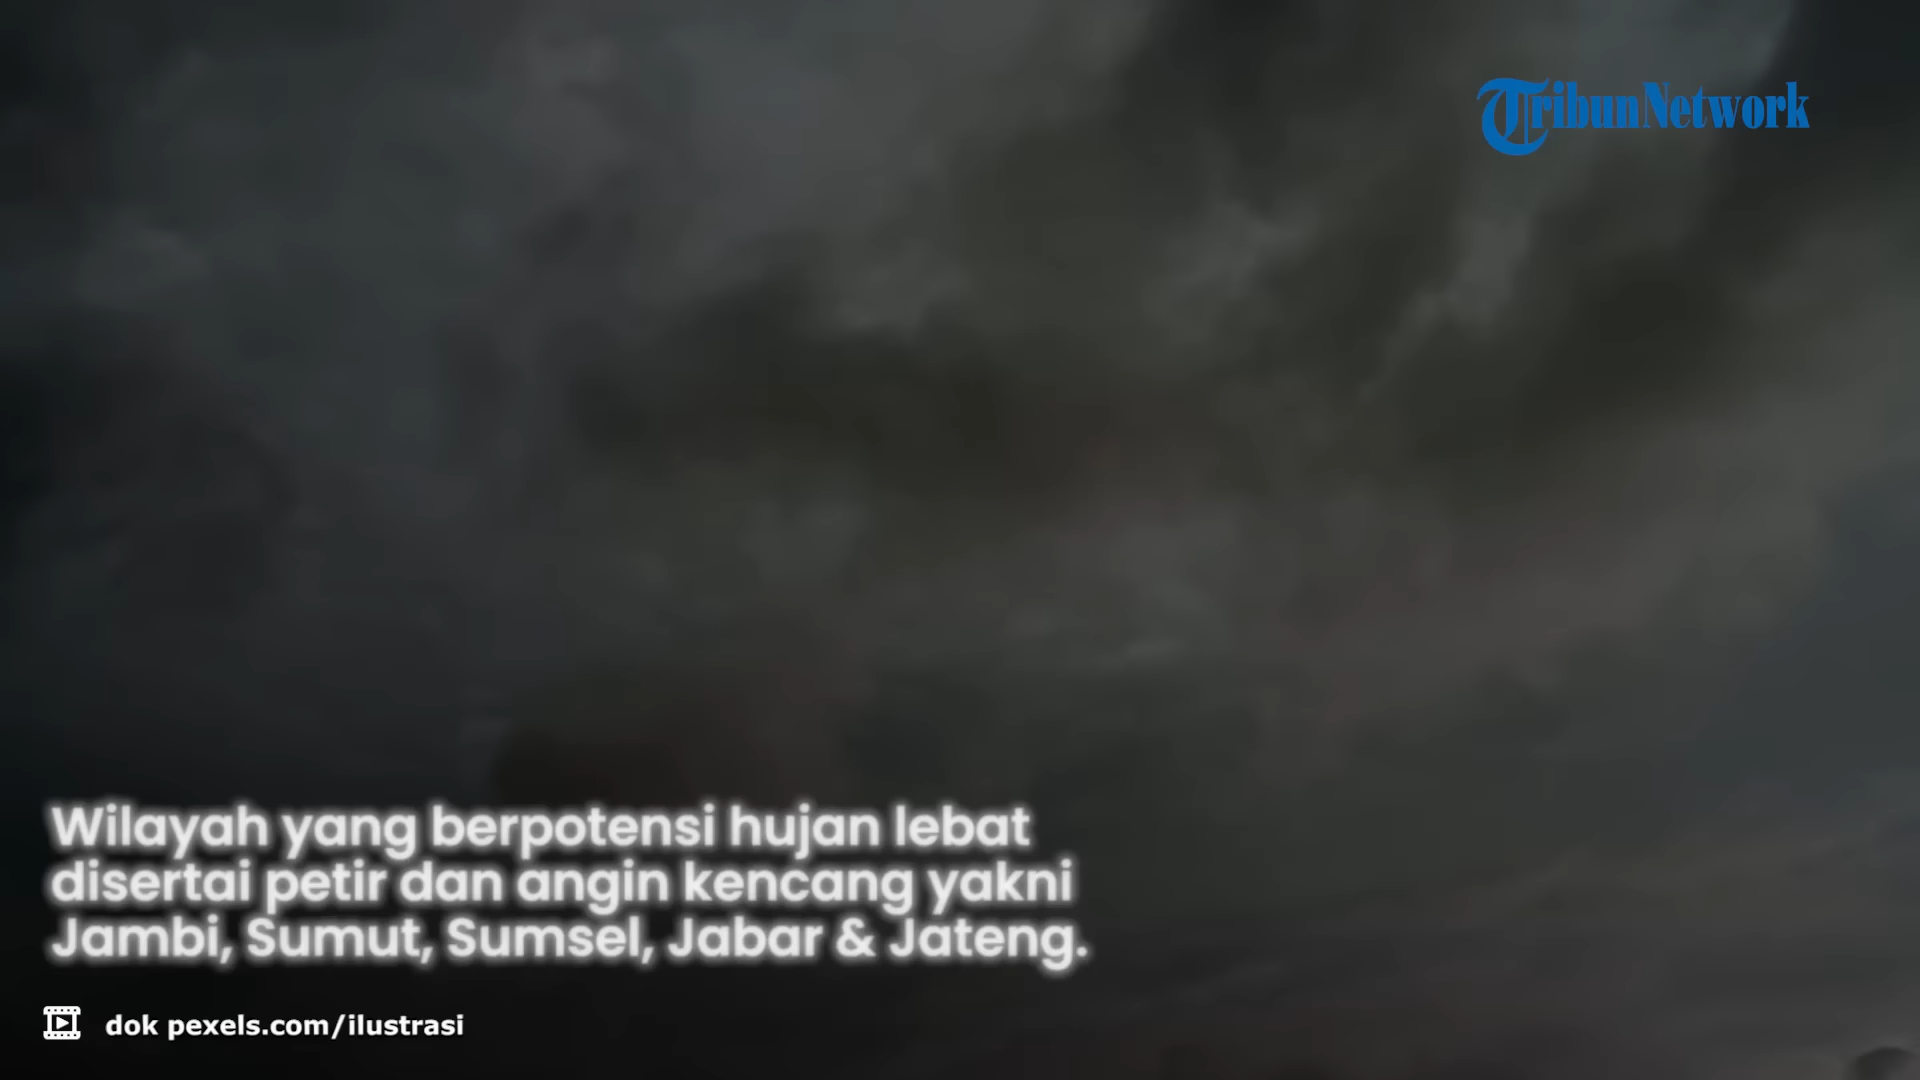 TribunNetwork
Wilayah yang berpotensi hujan lebat
disertai petir dan angin kencang yakni
Jambi, Sumut, Sumsel, Jabar & Jateng.
dok pexels.com/ilustrasi